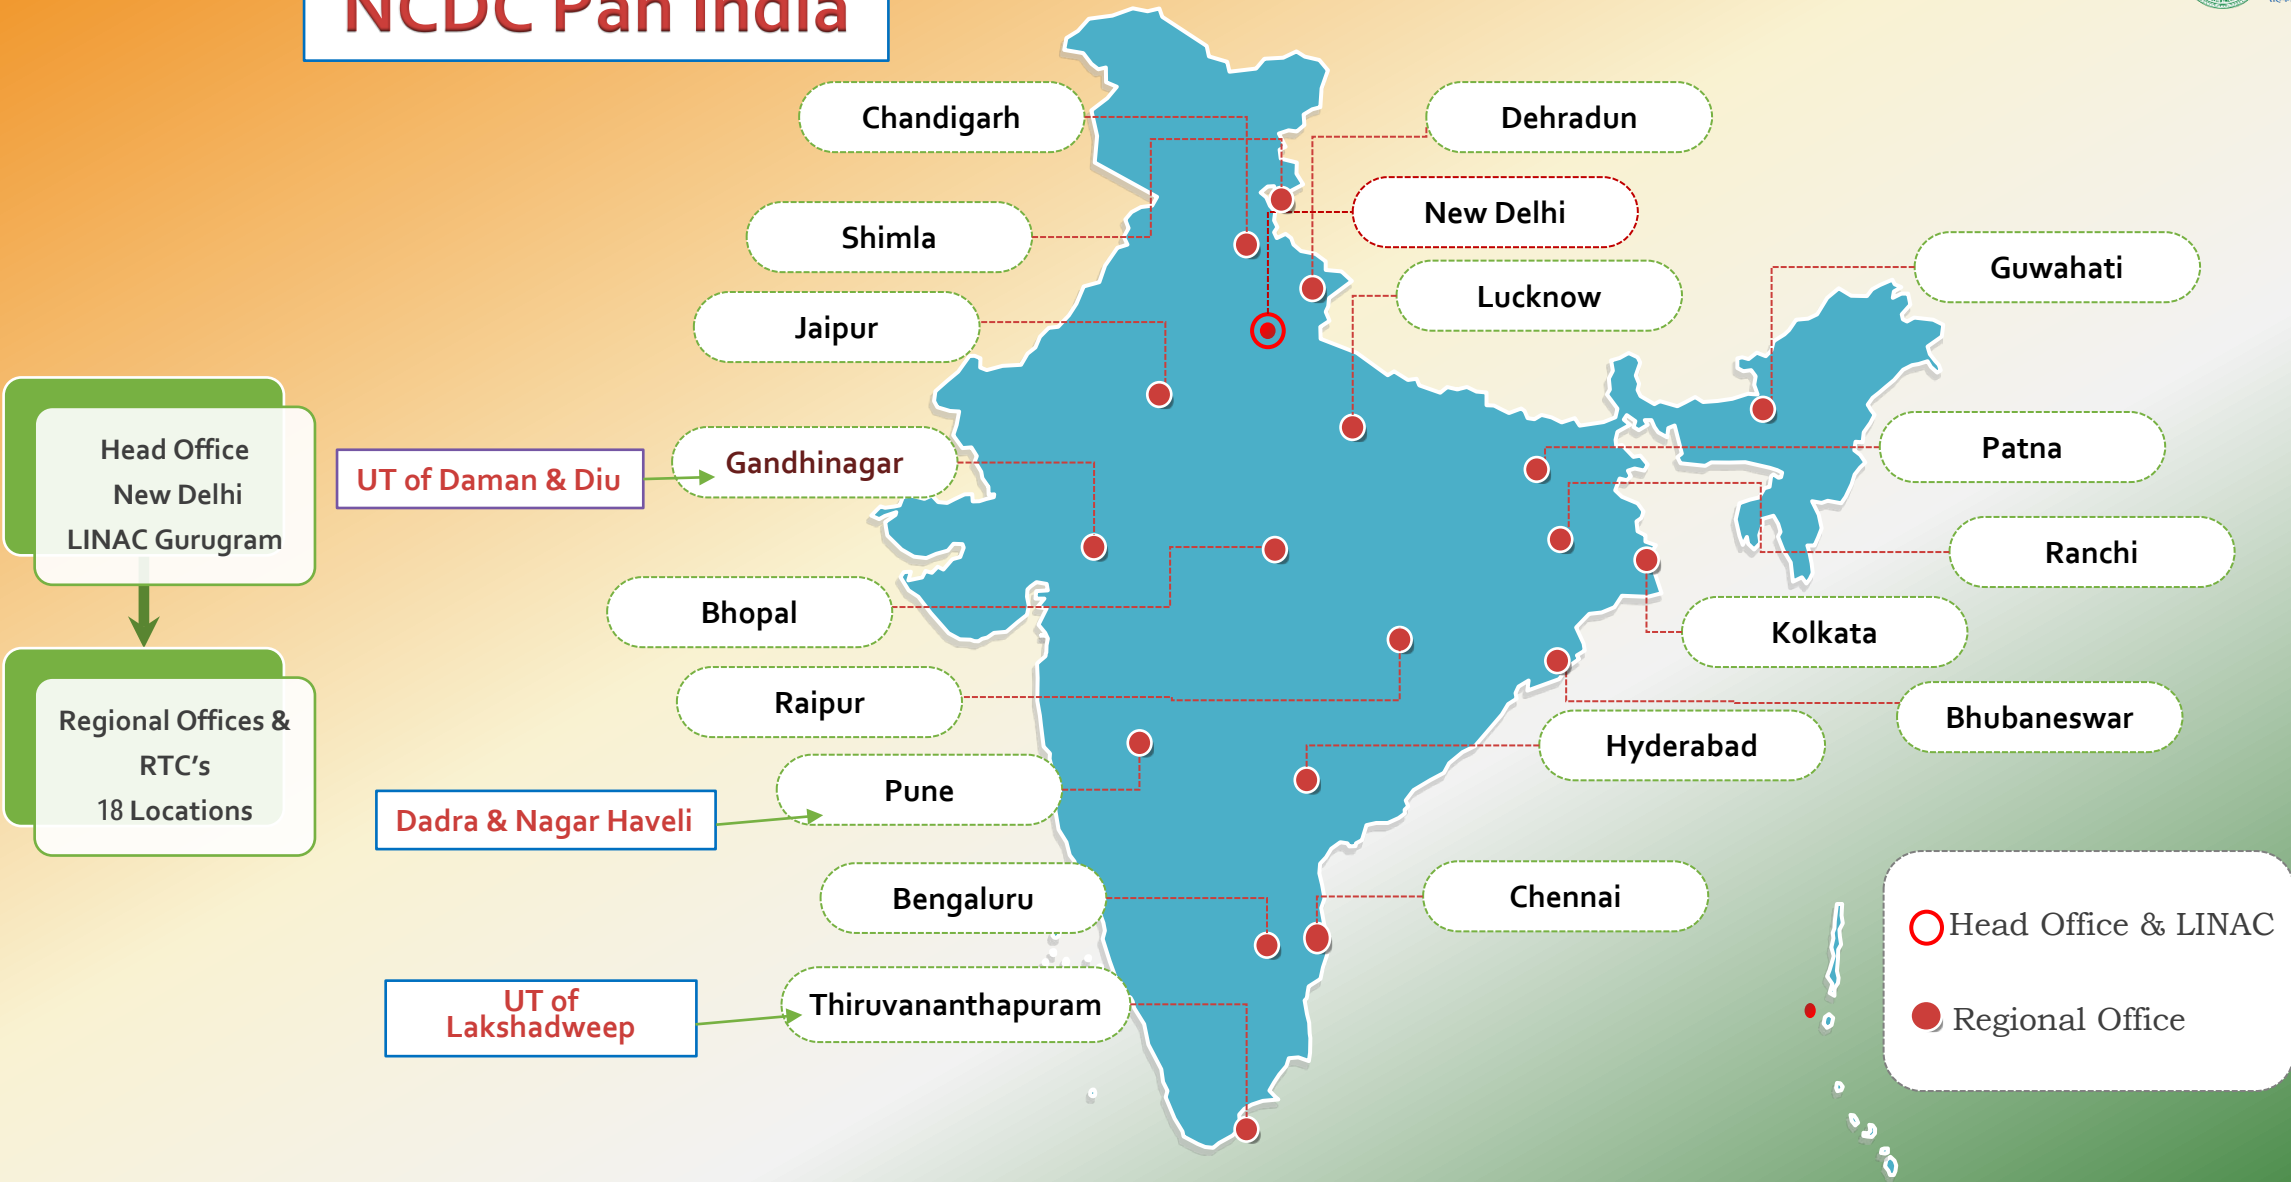 NCDC Pan India
Chandigarh
Dehradun
New Delhi
Shimla
Guwahati
Lucknow
Jaipur
Head Office
New Delhi
LINAC Gurugram
UT of Daman & Diu
Gandhinagar
Patna
Ranchi
Bhopal
Kolkata
Regional Offices &
RTC's
18 Locations
Raipur
Bhubaneswar
Hyderabad
Pune
Dadra & Nagar Haveli
Bengaluru
Chennai
Head Office & LINAC
Regional Office
UT of
Lakshadweep
Thiruvananthapuram